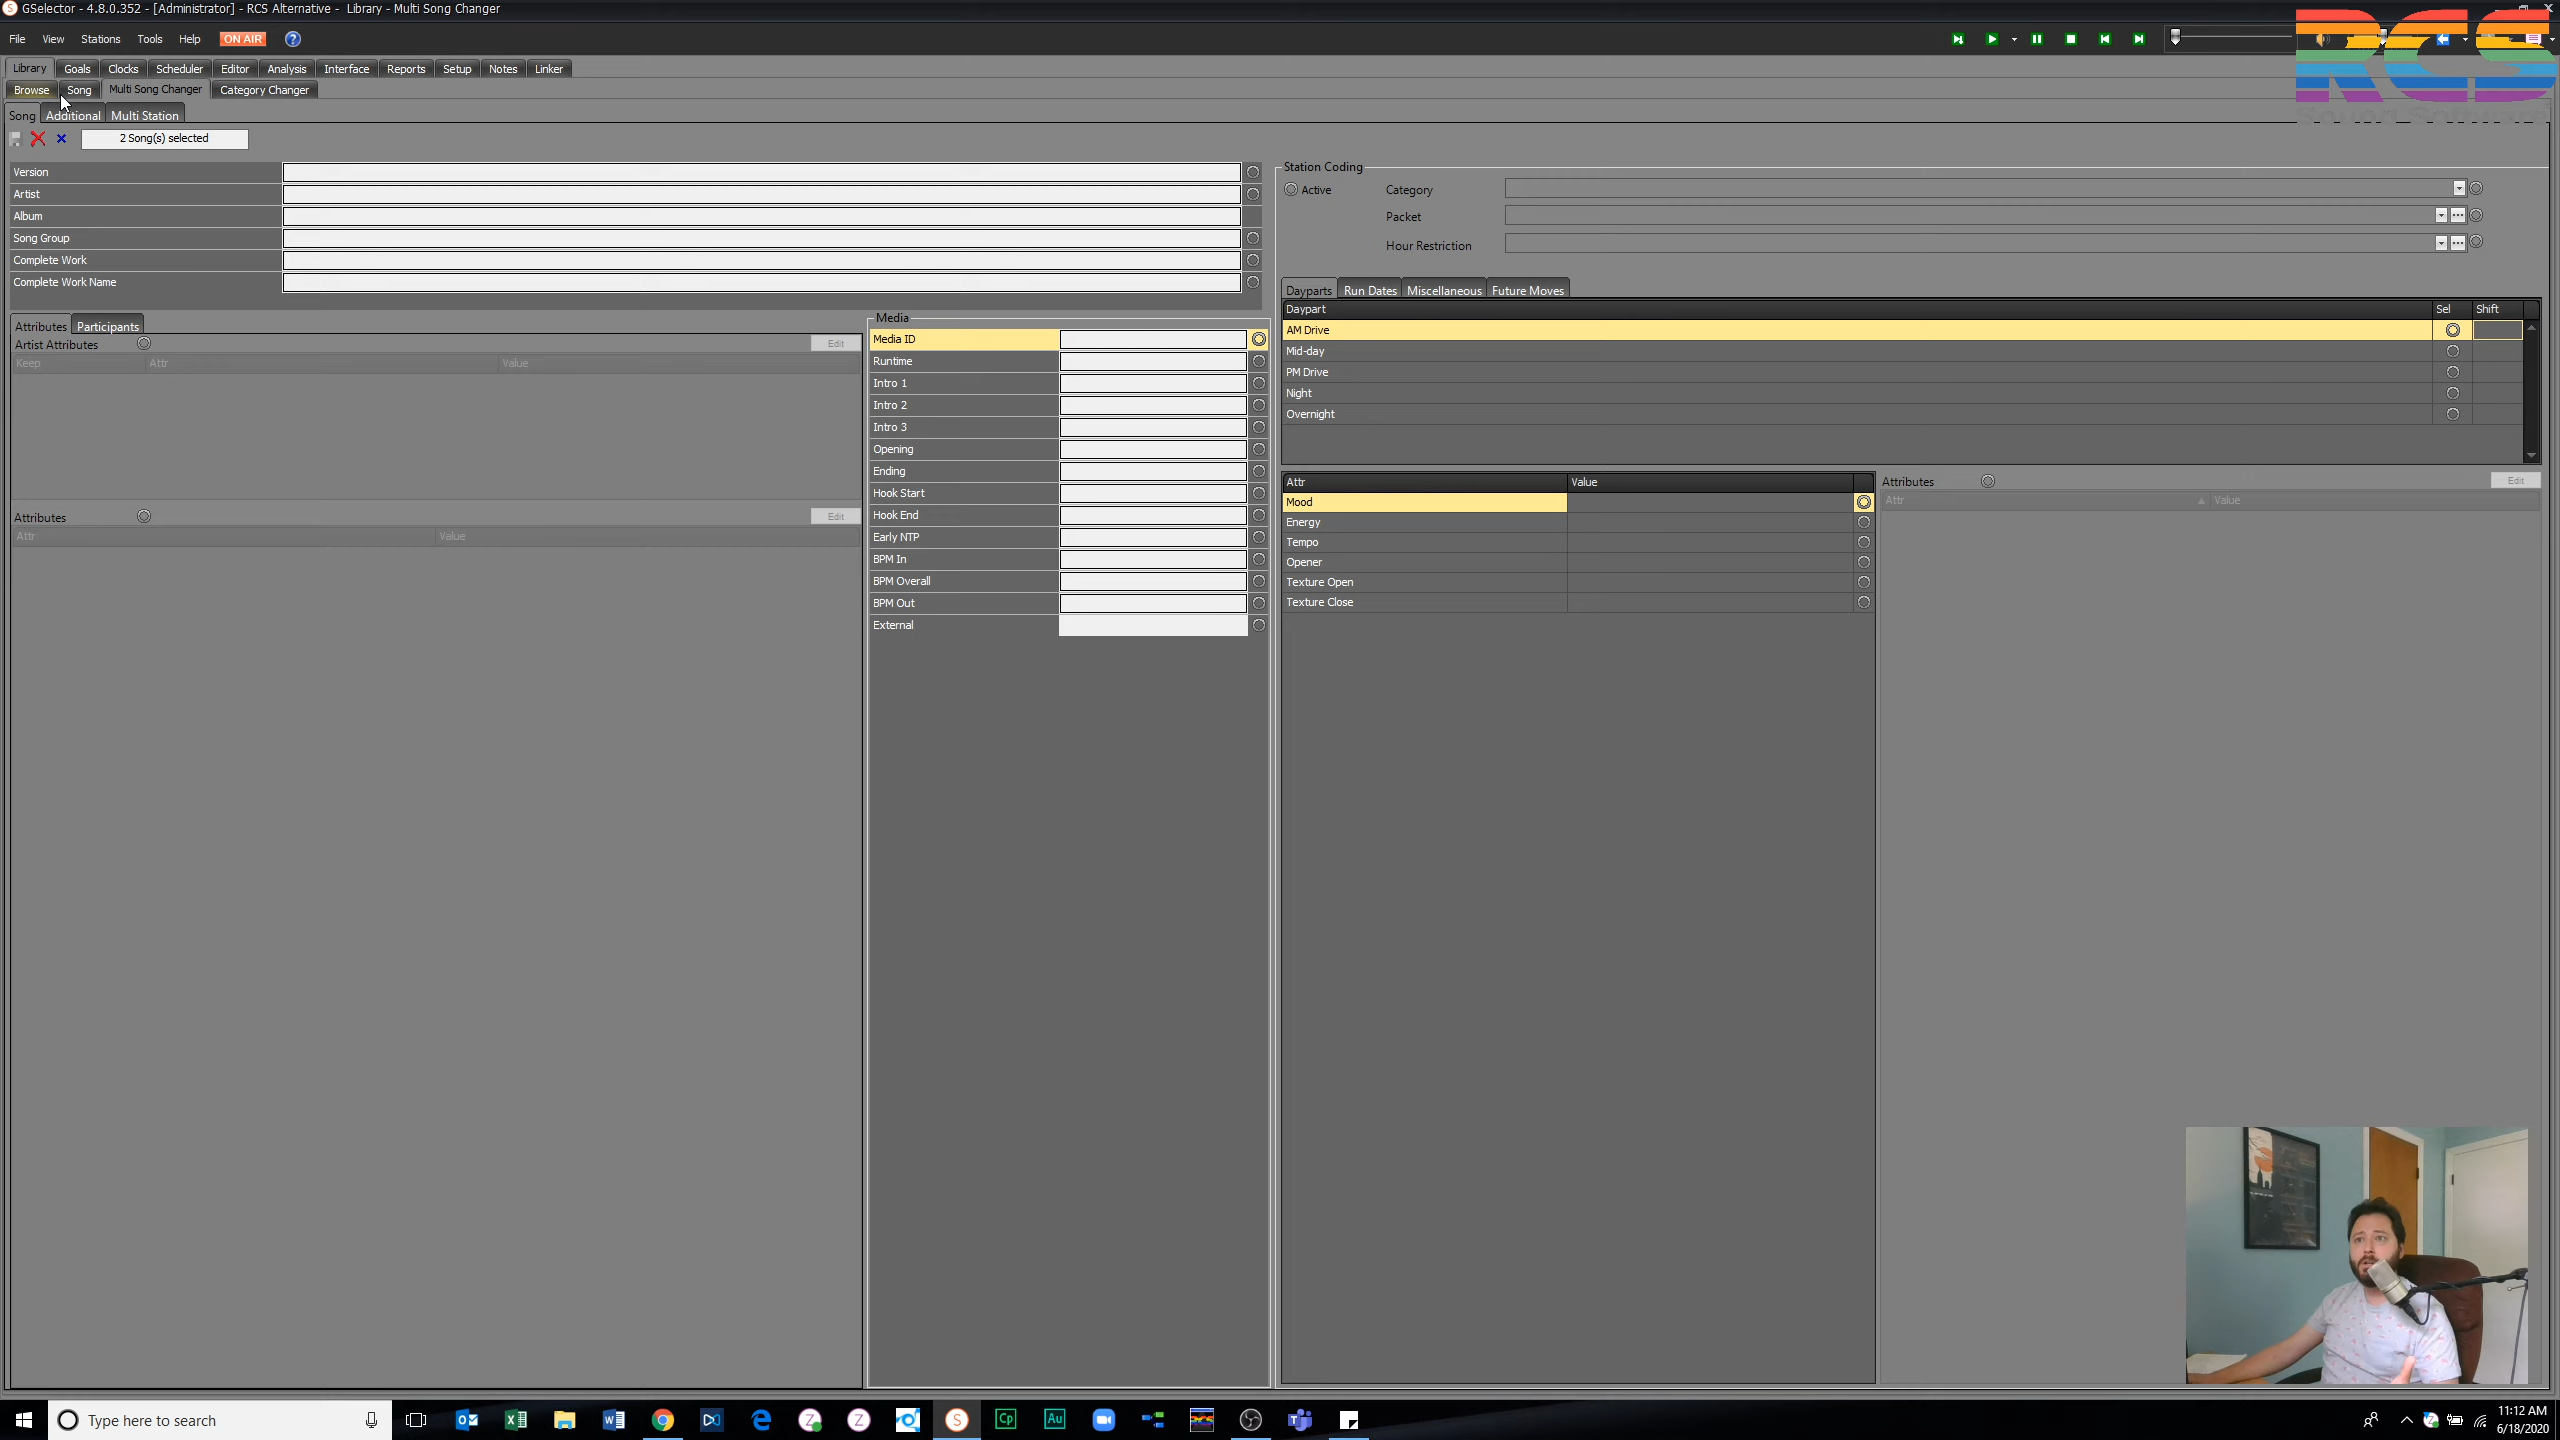 GSelector - 4.8.0.352 - [Administrator] - RCS Alternative - Library - Multi Song Changer
File View Stations Tools Help ON AIR ?
Library Goals Clocks Scheduler Editor Analysis Interface Reports Setup Notes Linker
Browse Song Multi Song Changer Category Changer
Song Additional Multi Station
2 Song(s) selected
RCS
Sound Software
Version
Artist
Album
Song Group
Complete Work
Complete Work Name
Attributes Participants
Artist Attributes Edit
Keep Attr Value
Attributes Edit
Attr Value
Media
Media ID
Runtime
Intro 1
Intro 2
Intro 3
Opening
Ending
Hook Start
Hook End
Early NTP
BPM In
BPM Overall
BPM Out
External
Station Coding
Active Category
Packet
Hour Restriction
Dayparts Run Dates Miscellaneous Future Moves
Daypart Sel Shift
AM Drive
Mid-day
PM Drive
Night
Overnight
Attr Value
Mood
Energy
Tempo
Opener
Texture Open
Texture Close
Attributes Edit
Attr Value
Type here to search
11:12 AM
6/18/2020